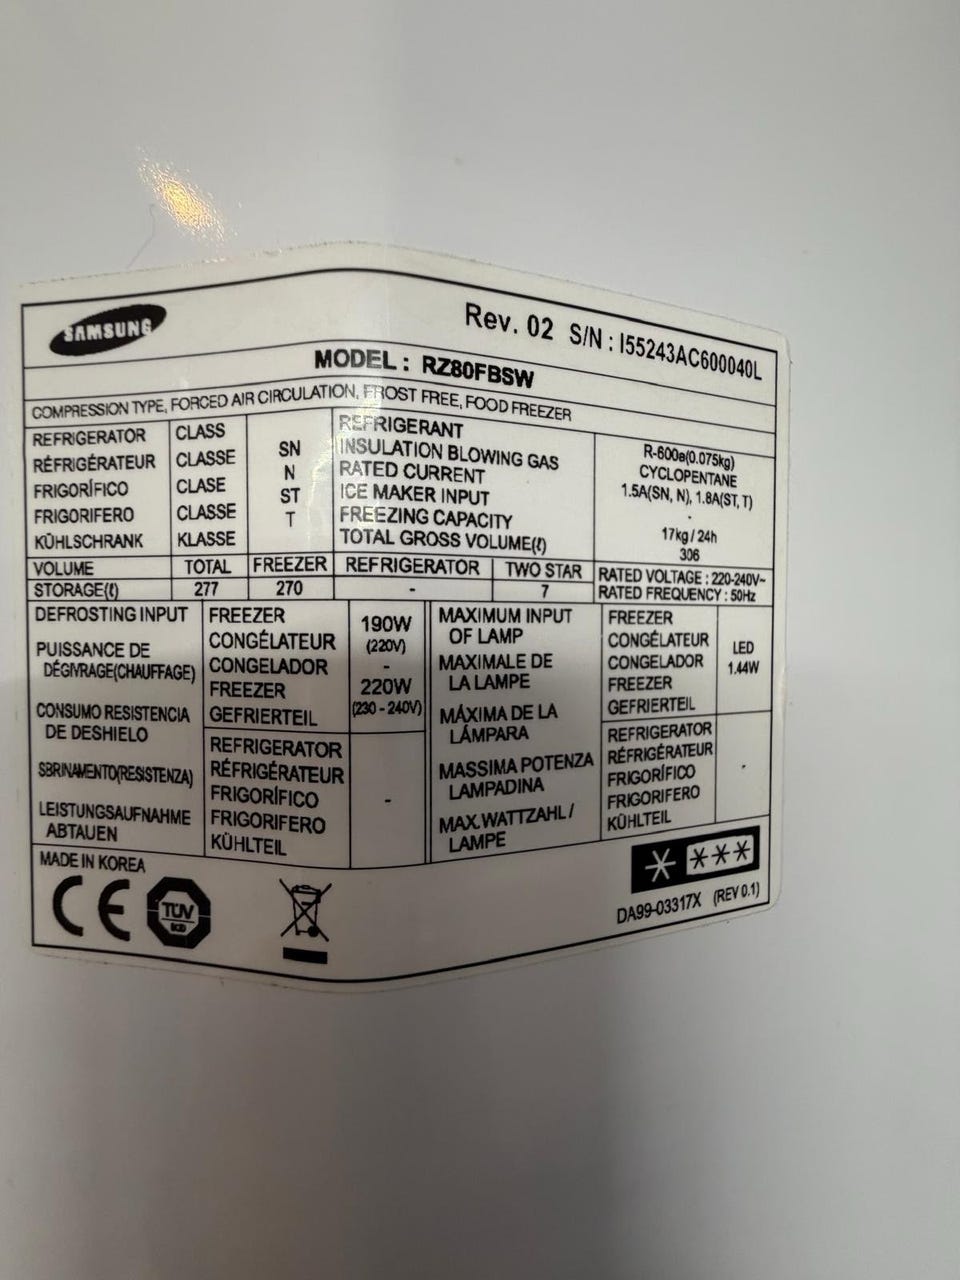 SAMSUNG
Rev. 02 S/N : I55243AC600040L
MODEL : RZ80FBSW
COMPRESSION TYPE, FORCED AIR CIRCULATION, FROST FREE, FOOD FREEZER
REFRIGERATOR CLASS
RÉFRIGÉRATEUR CLASSE
FRIGORÍFICO CLASE
FRIGORIFERO CLASSE
KÜHLSCHRANK KLASSE
SN
N
ST
T
REFRIGERANT R-600a(0.075kg)
INSULATION BLOWING GAS CYCLOPENTANE
RATED CURRENT 1.5A(SN, N), 1.8A(ST, T)
ICE MAKER INPUT -
FREEZING CAPACITY 17kg / 24h
TOTAL GROSS VOLUME(ℓ) 306
VOLUME TOTAL FREEZER REFRIGERATOR TWO STAR
STORAGE(ℓ) 277 270 - 7
RATED VOLTAGE : 220-240V~
RATED FREQUENCY : 50Hz
DEFROSTING INPUT
PUISSANCE DE
DÉGIVRAGE(CHAUFFAGE)
CONSUMO RESISTENCIA
DE DESHIELO
SBRINAMENTO(RESISTENZA)
LEISTUNGSAUFNAHME
ABTAUEN
FREEZER
CONGÉLATEUR
CONGELADOR
FREEZER
GEFRIERTEIL
190W
(220V)
-
220W
(230 - 240V)
REFRIGERATOR
RÉFRIGÉRATEUR
FRIGORÍFICO
FRIGORIFERO
KÜHLTEIL
-
MAXIMUM INPUT
OF LAMP
MAXIMALE DE
LA LAMPE
MÁXIMA DE LA
LÁMPARA
MASSIMA POTENZA
LAMPADINA
MAX. WATTZAHL /
LAMPE
FREEZER
CONGÉLATEUR
CONGELADOR
FREEZER
GEFRIERTEIL
LED
1.44W
REFRIGERATOR
RÉFRIGÉRATEUR
FRIGORÍFICO
FRIGORIFERO
KÜHLTEIL
-
MADE IN KOREA
CE
TÜV
DA99-03317X (REV 0.1)